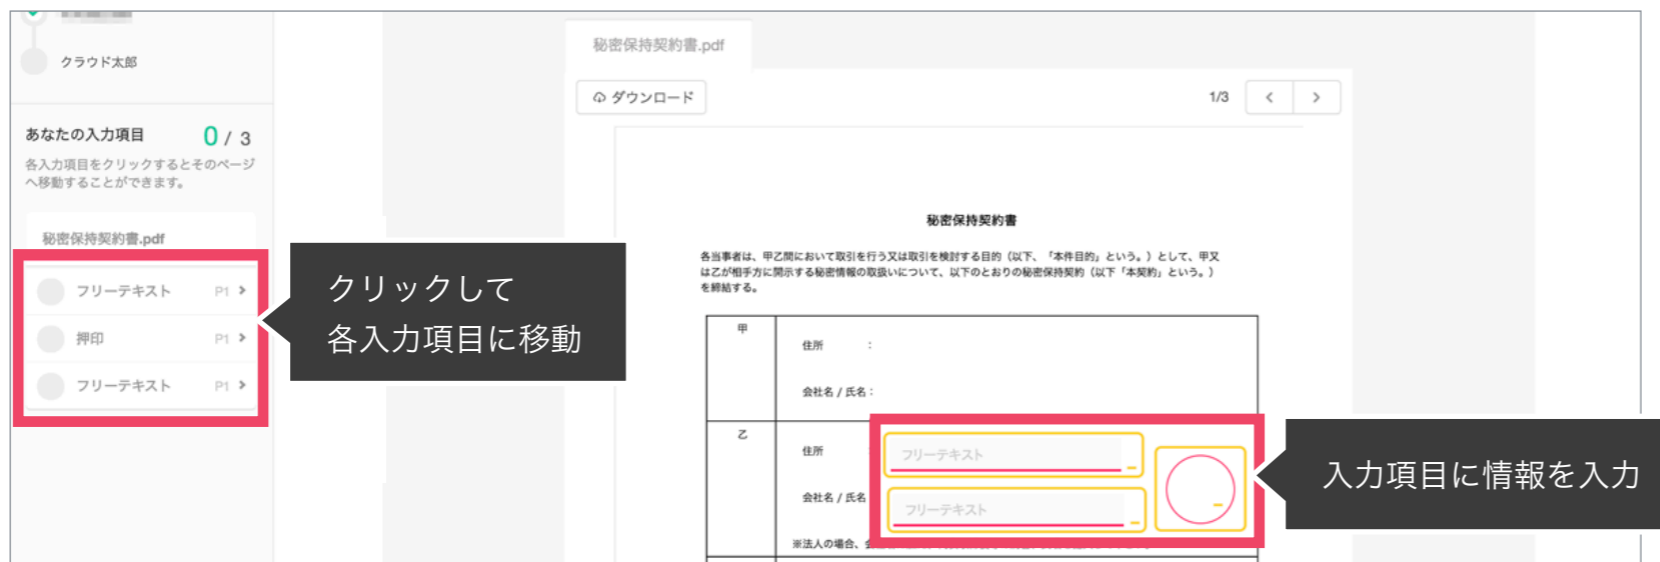 クラウド太郎
あなたの入力項目 0 / 3
各入力項目をクリックするとそのページ
へ移動することができます。
秘密保持契約書.pdf
フリーテキスト P1
押印 P1
フリーテキスト P1
クリックして
各入力項目に移動
秘密保持契約書.pdf
ダウンロード
1/3
秘密保持契約書
各当事者は、甲乙間において取引を行う又は取引を検討する目的（以下、「本件目的」という。）として、甲又
は乙が相手方に開示する秘密情報の取扱いについて、以下のとおりの秘密保持契約（以下「本契約」という。）
を締結する。
甲
住所 :
会社名 / 氏名 :
乙
住所 :
フリーテキスト
会社名 / 氏名
フリーテキスト
※法人の場合、
入力項目に情報を入力